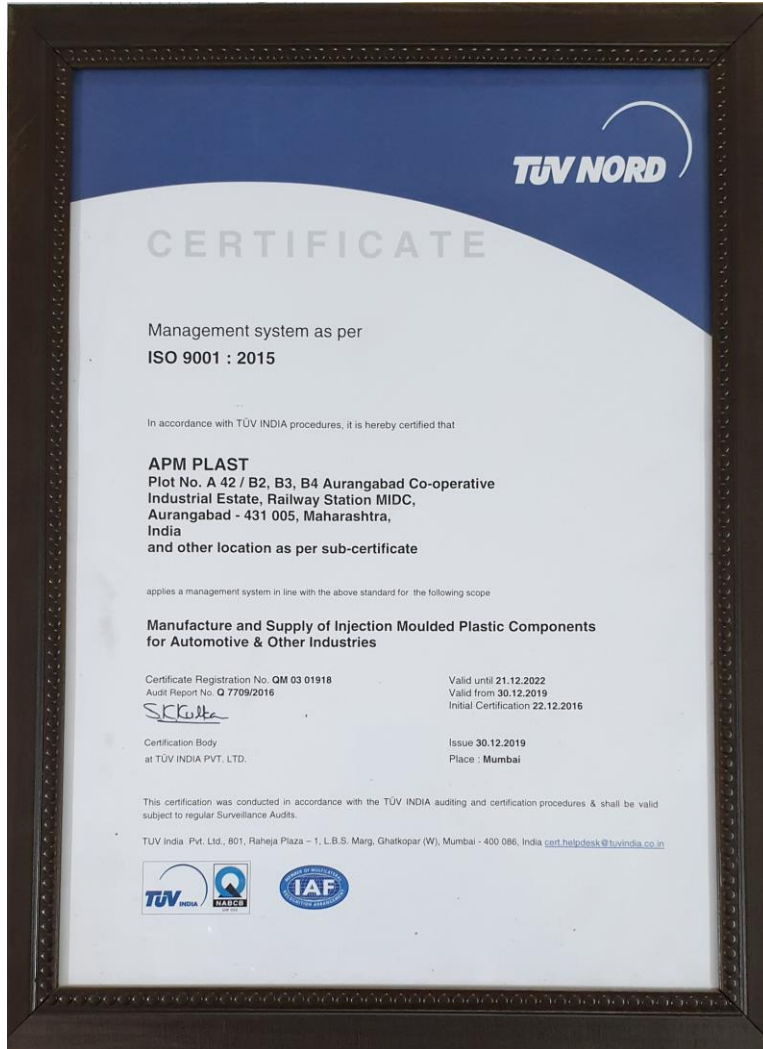 TÜV NORD
CERTIFICATE
Management system as per
ISO 9001 : 2015
In accordance with TÜV INDIA procedures, it is hereby certified that
APM PLAST
Plot No. A 42 / B2, B3, B4 Aurangabad Co-operative
Industrial Estate, Railway Station MIDC,
Aurangabad - 431 005, Maharashtra,
India
and other location as per sub-certificate
applies a management system in line with the above standard for the following scope
Manufacture and Supply of Injection Moulded Plastic Components
for Automotive & Other Industries
Certificate Registration No. QM 03 01918
Audit Report No. Q 7709/2016
Valid until 21.12.2022
Valid from 30.12.2019
Initial Certification 22.12.2016
Certification Body
at TÜV INDIA PVT. LTD.
Issue 30.12.2019
Place : Mumbai
This certification was conducted in accordance with the TÜV INDIA auditing and certification procedures & shall be valid
subject to regular Surveillance Audits.
TUV India Pvt. Ltd., 801, Raheja Plaza – 1, L.B.S. Marg, Ghatkopar (W), Mumbai - 400 086, India cert.helpdesk@tuvindia.co.in
TÜV INDIA
NABCB
MEMBER OF MULTILATERAL
IAF
RECOGNITION ARRANGEMENT